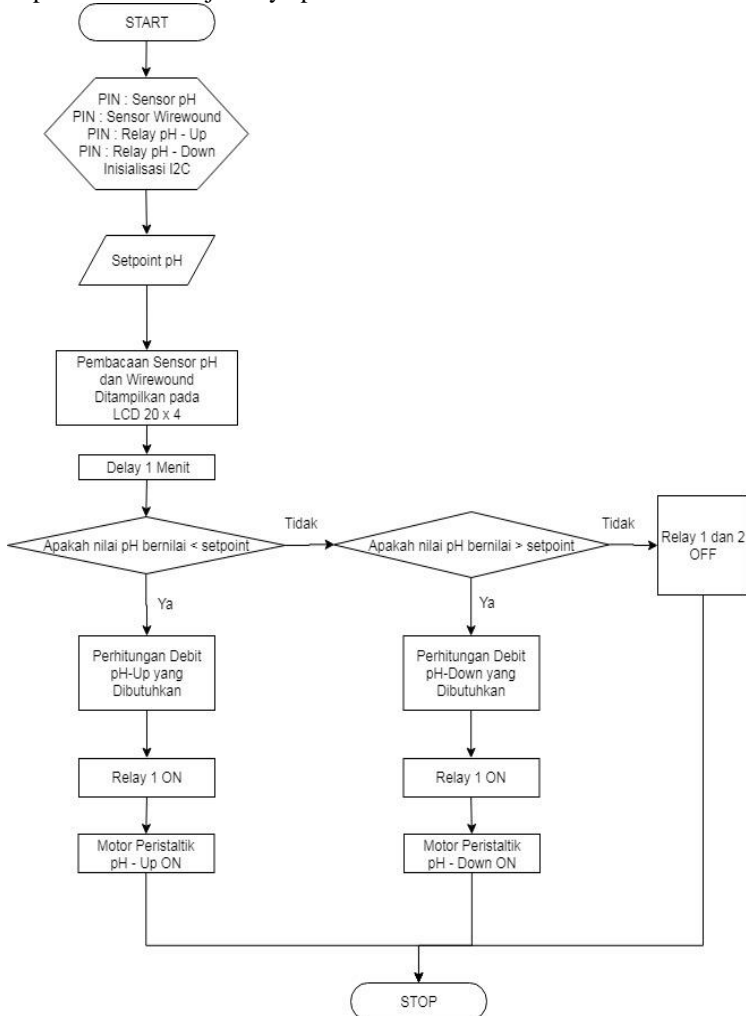 START
PIN : Sensor pH
PIN : Sensor Wirewound
PIN : Relay pH - Up
PIN : Relay pH - Down
Inisialisasi I2C
Setpoint pH
Pembacaan Sensor pH
dan Wirewound
Ditampilkan pada
LCD 20 x 4
Delay 1 Menit
Apakah nilai pH bernilai < setpoint
Tidak
Apakah nilai pH bernilai > setpoint
Tidak
Relay 1 dan 2
OFF
Ya
Ya
Perhitungan Debit
pH-Up yang
Dibutuhkan
Perhitungan Debit
pH-Down yang
Dibutuhkan
Relay 1 ON
Relay 1 ON
Motor Peristaltik
pH - Up ON
Motor Peristaltik
pH - Down ON
STOP